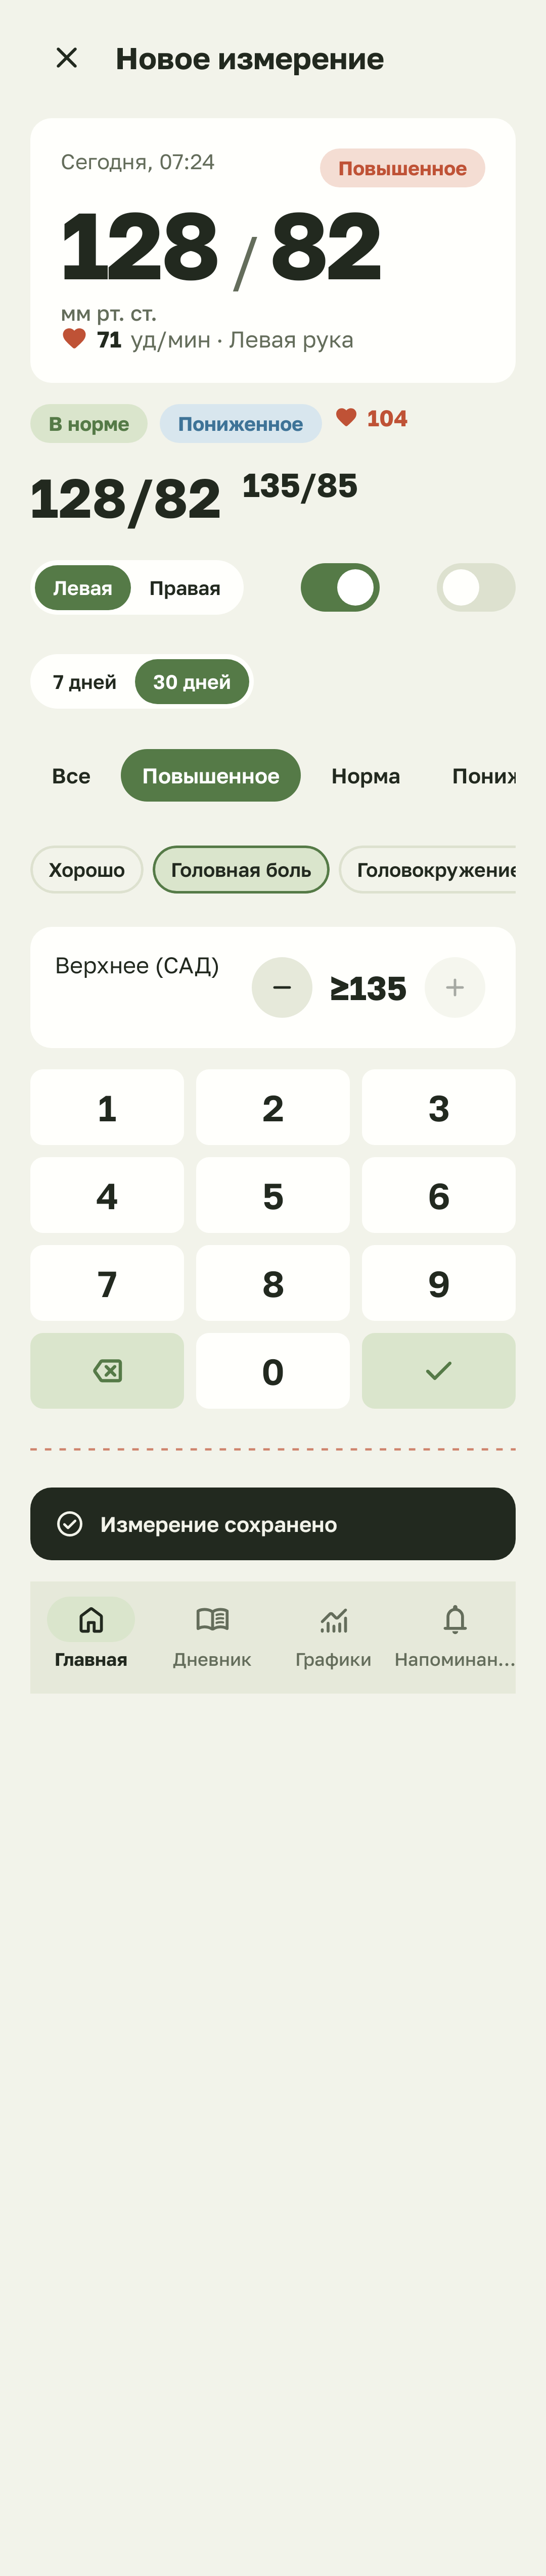 Новое измерение
Сегодня, 07:24
Повышенное
128 / 82
мм рт. ст.
71 уд/мин · Левая рука
В норме
Пониженное
104
128/82
135/85
Левая
Правая
7 дней
30 дней
Все
Повышенное
Норма
Пониж
Хорошо
Головная боль
Головокружение
Верхнее (САД)
− ≥135 +
1 2 3
4 5 6
7 8 9
0
Измерение сохранено
Главная
Дневник
Графики
Напоминан...